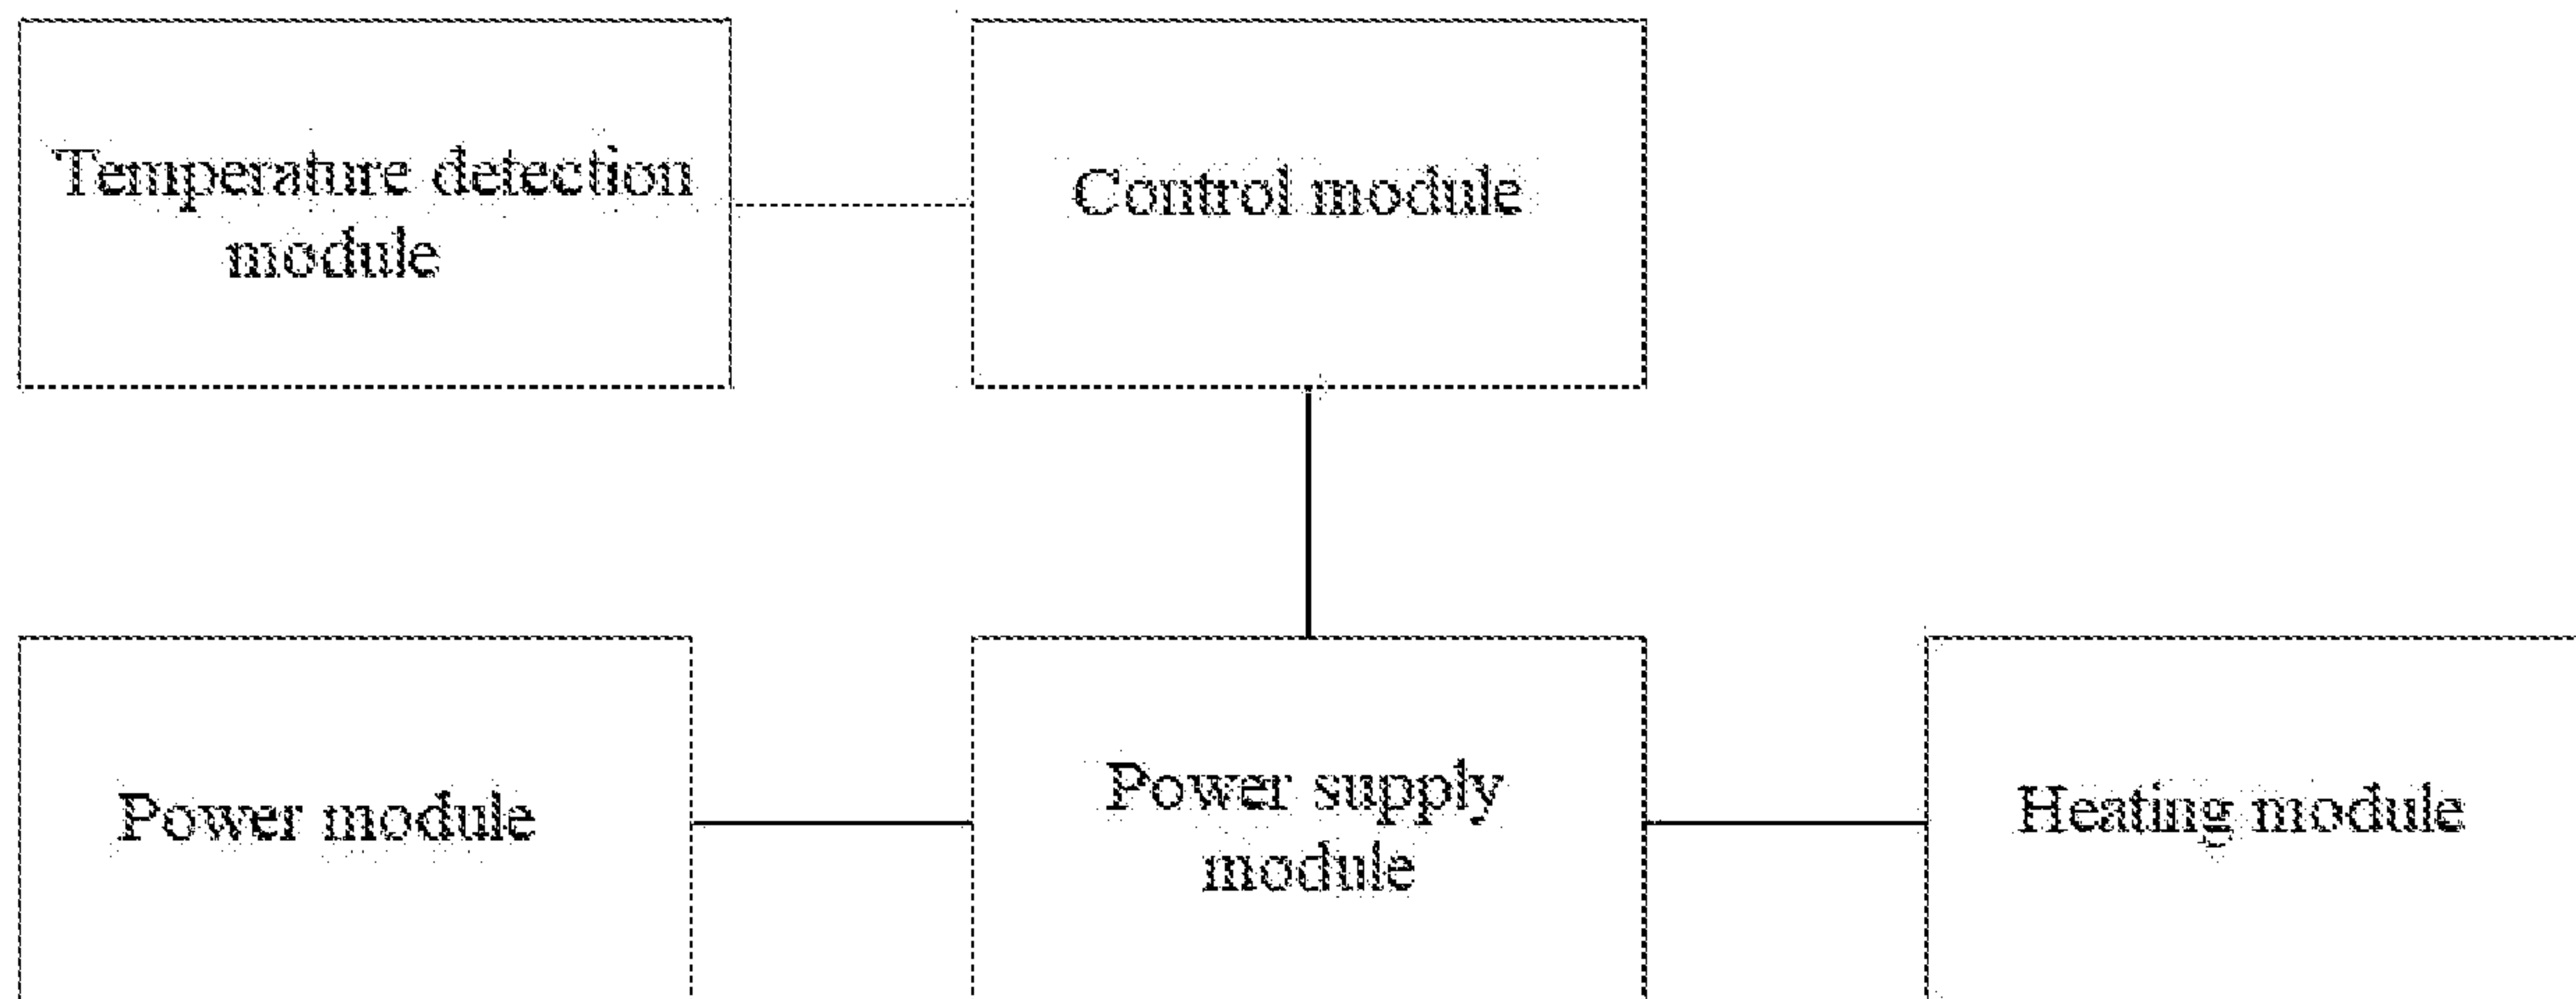 Temperature detection
module
Control module
Power module
Power supply
module
Heating module